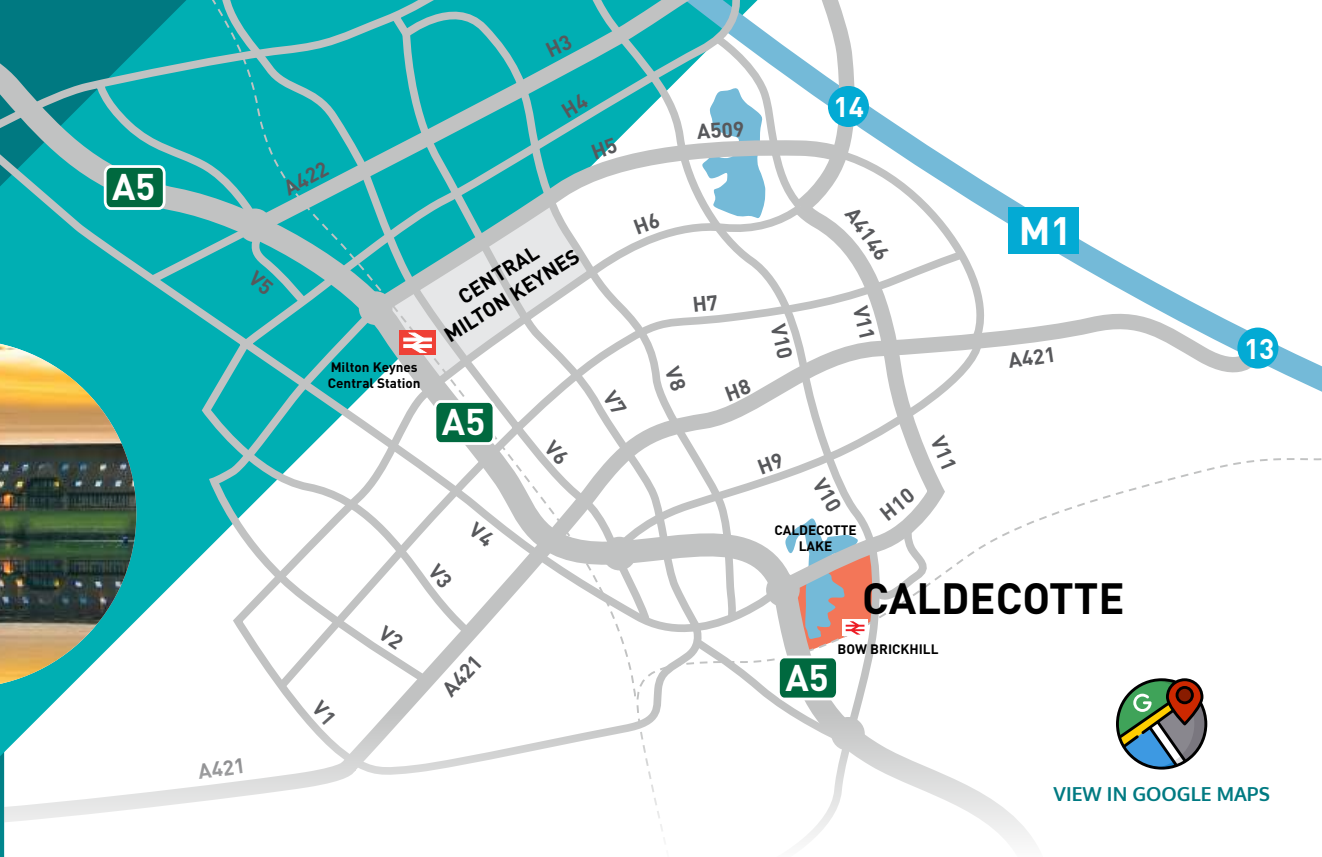 H3
14
H4
A509
H5
A422
A5
H6
A4146
M1
CENTRAL
MILTON KEYNES
V5
H7
V11
V10
13
A421
Milton Keynes
Central Station
V8
H8
V7
A5
V6
H9
V11
V10
H10
V4
CALDECOTTE
LAKE
V3
CALDECOTTE
V2
BOW BRICKHILL
A421
A5
G
V1
A421
VIEW IN GOOGLE MAPS